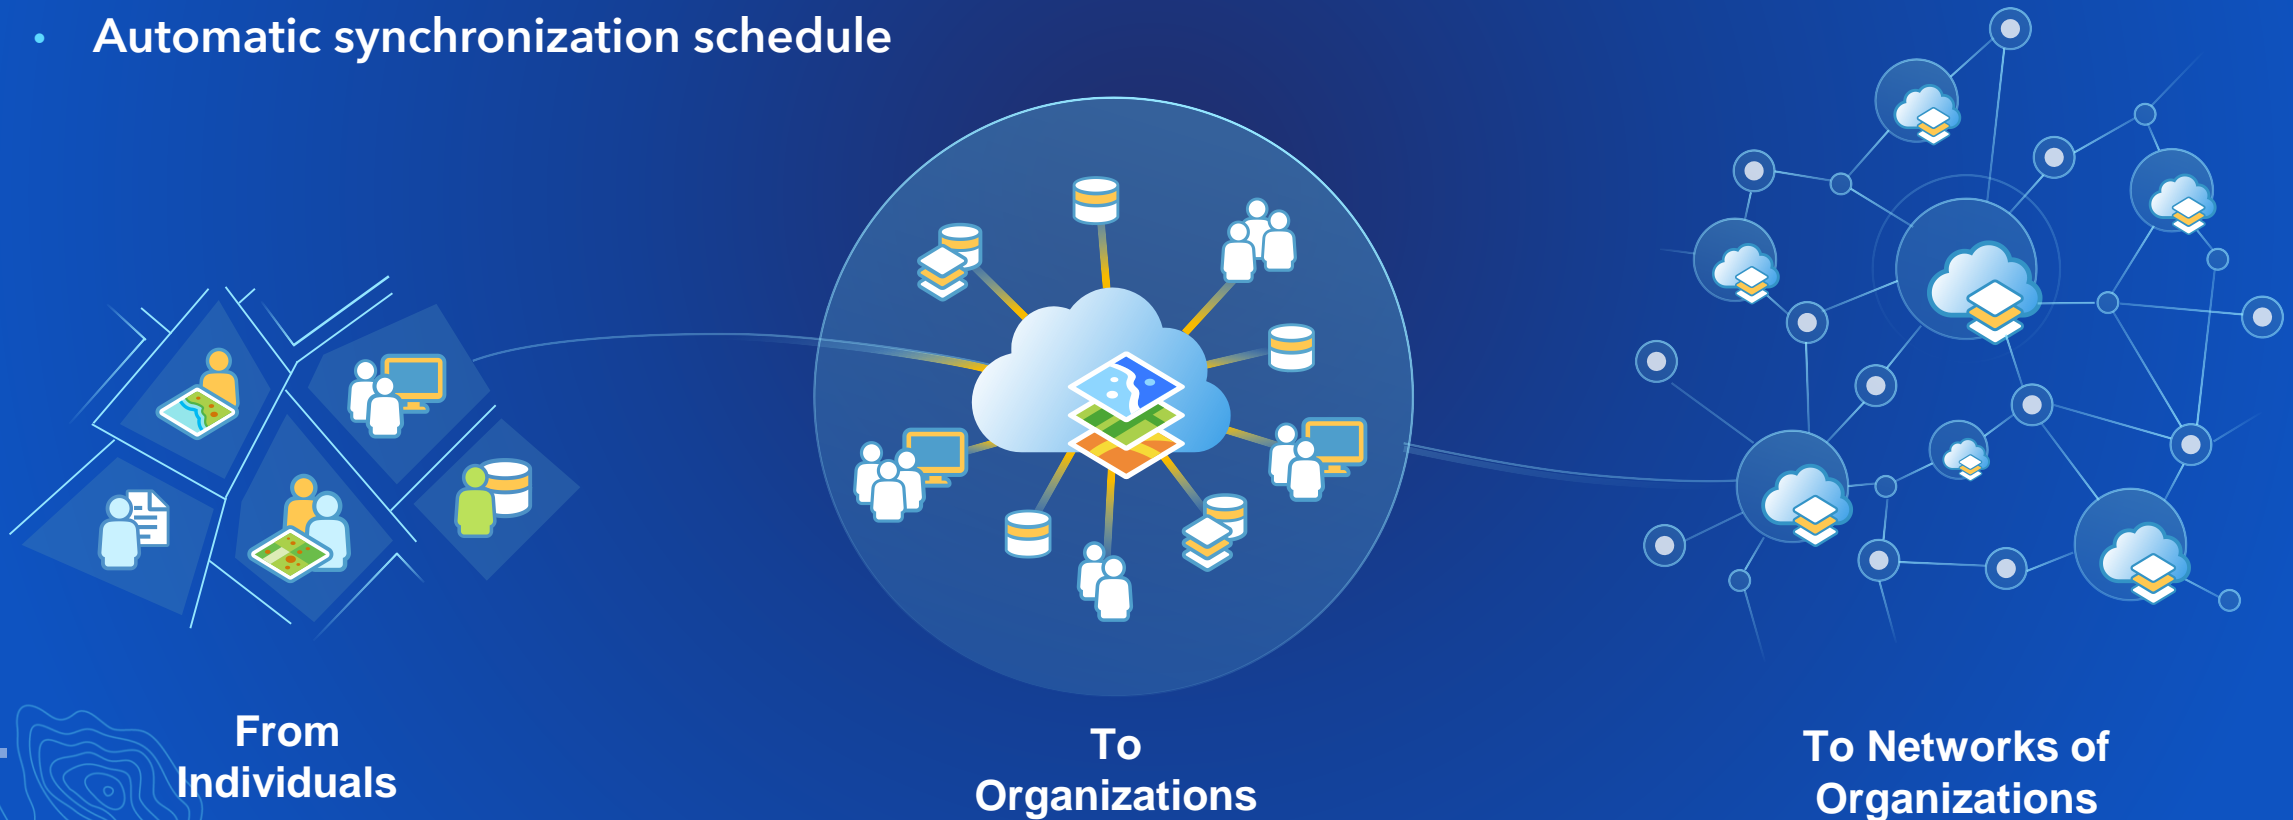 • Automatic synchronization schedule
From
Individuals
To
Organizations
To Networks of
Organizations